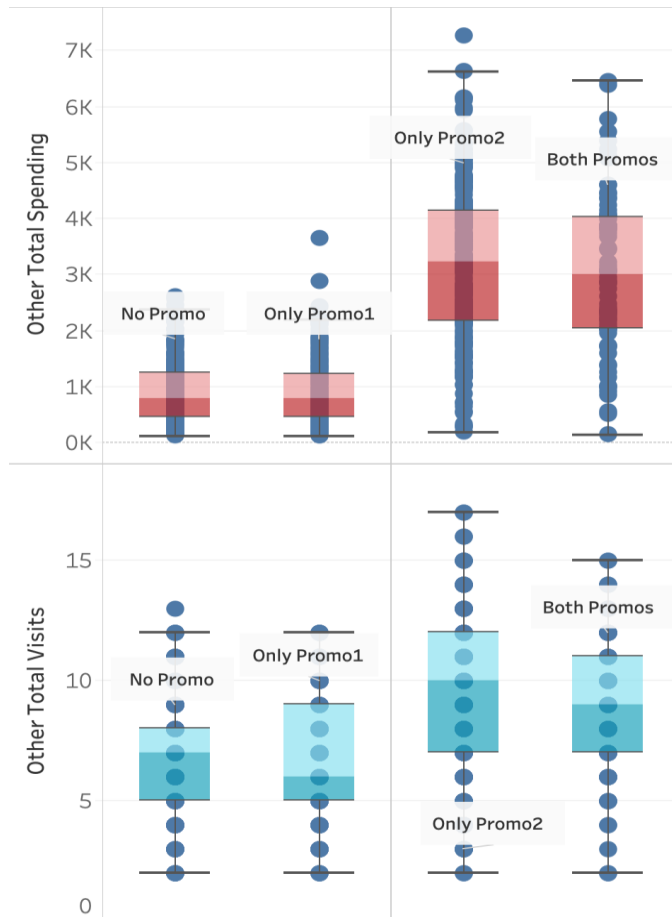 7K
6K
Only Promo2
5K
Both Promos
4K
Other Total Spending
3K
No Promo
Only Promo1
2K
1K
0K
15
Both Promos
Only Promo1
No Promo
10
Other Total Visits
5
Only Promo2
0